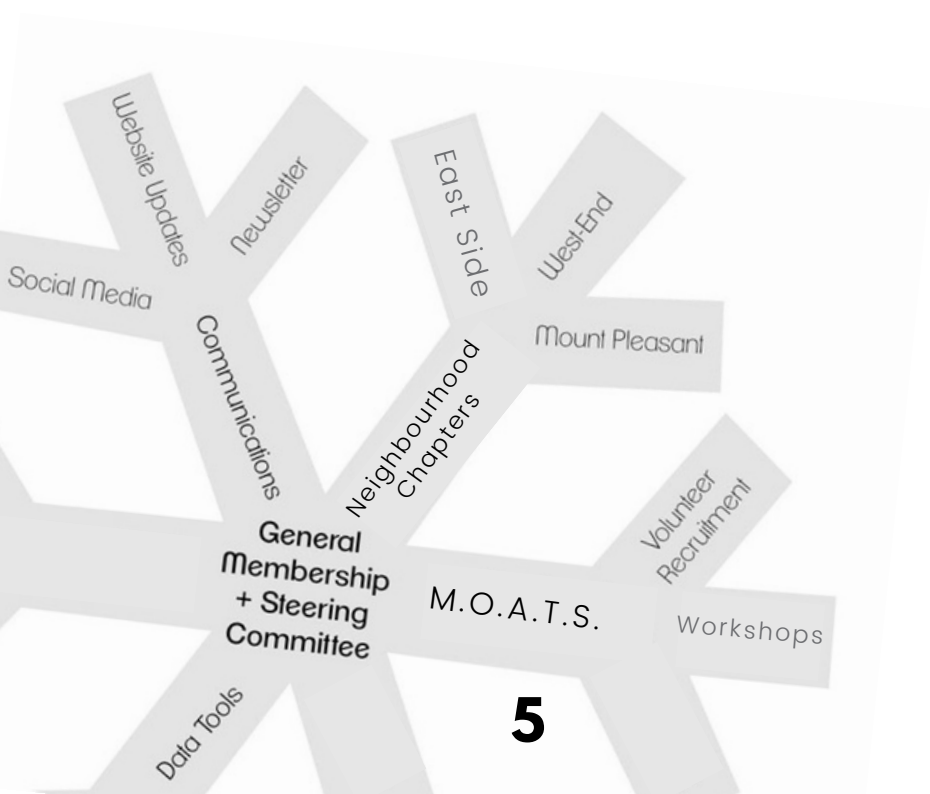 Website Updates
Newsletter
Social Media
Communications
East Side
West-End
Mount Pleasant
Neighbourhood
Chapters
Volunteer
Recruitment
General
Membership
+ Steering
Committee
M.O.A.T.S.
Workshops
Data Tools
5